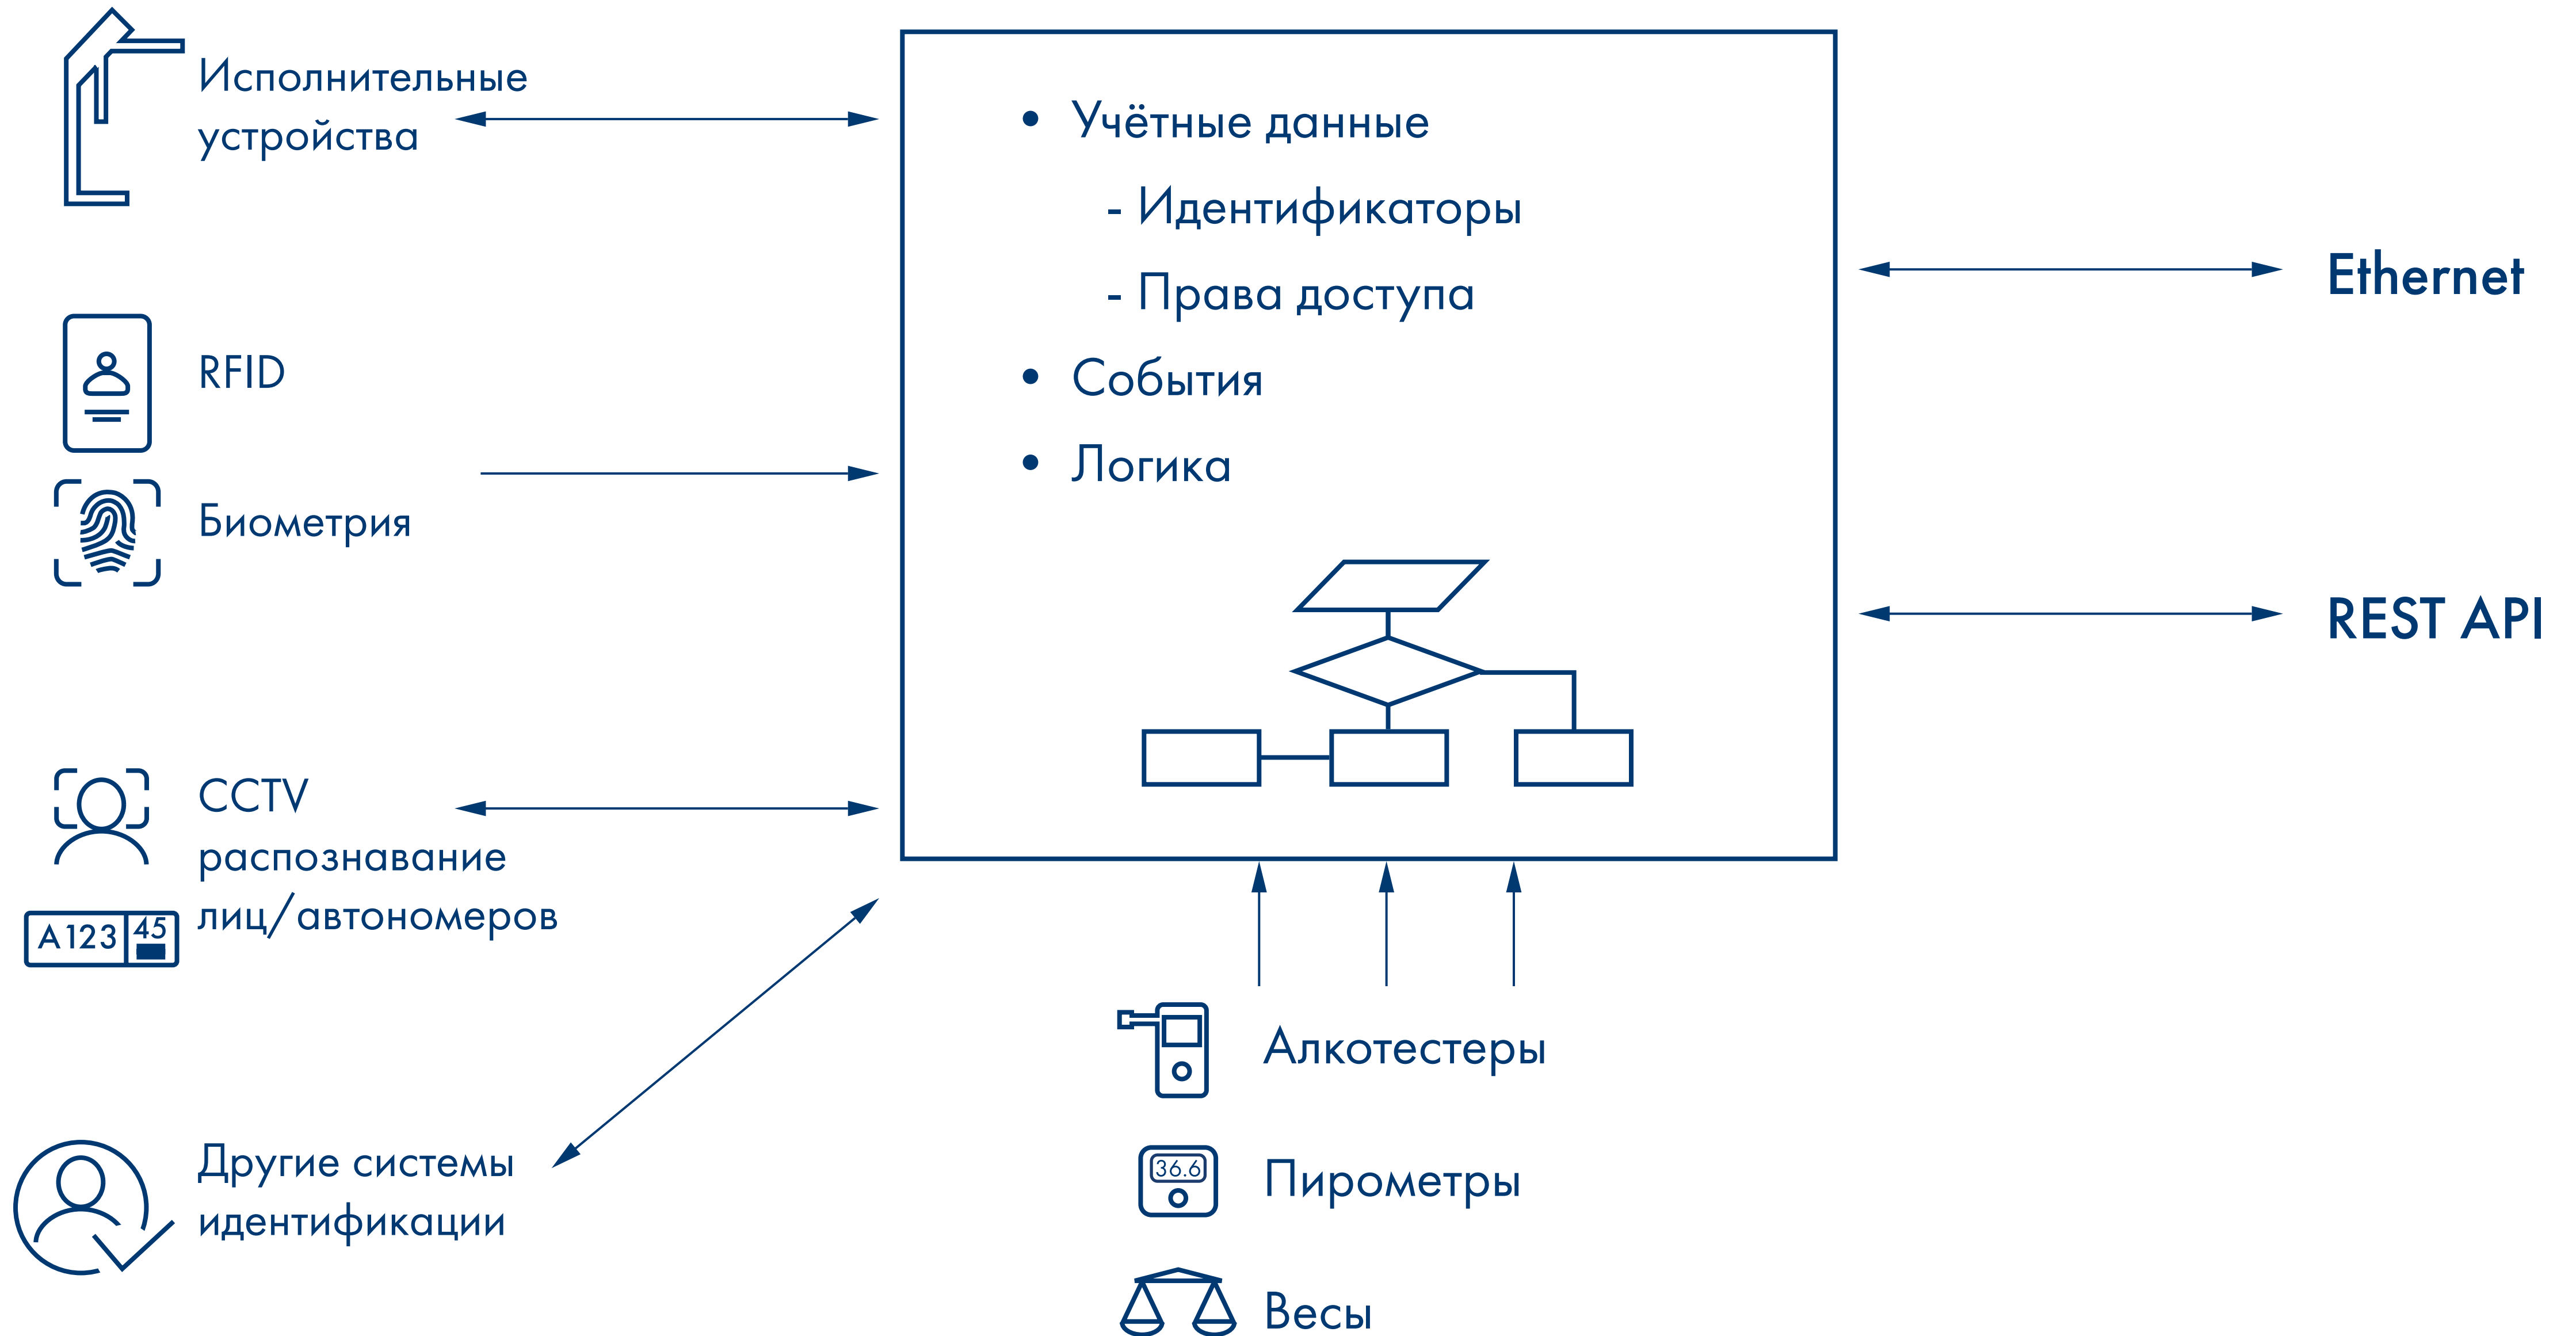 Исполнительные
устройства
RFID
Биометрия
CCTV
распознавание
лиц/автономеров
A123 45
Другие системы
идентификации
• Учётные данные
- Идентификаторы
- Права доступа
• События
• Логика
Алкотестеры
36.6
Пирометры
Весы
Ethernet
REST API